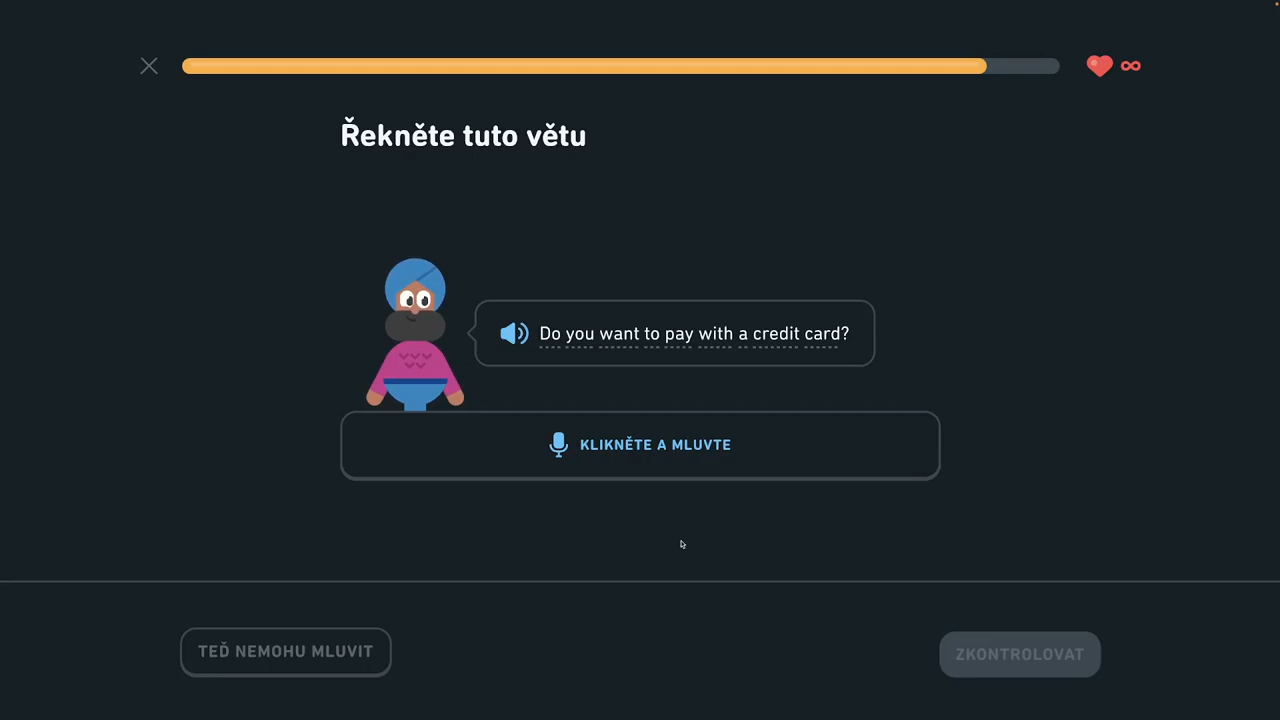 Řekněte tuto větu
Do you want to pay with a credit card?
KLIKNĚTE A MLUVTE
TEĎ NEMOHU MLUVIT
ZKONTROLOVAT